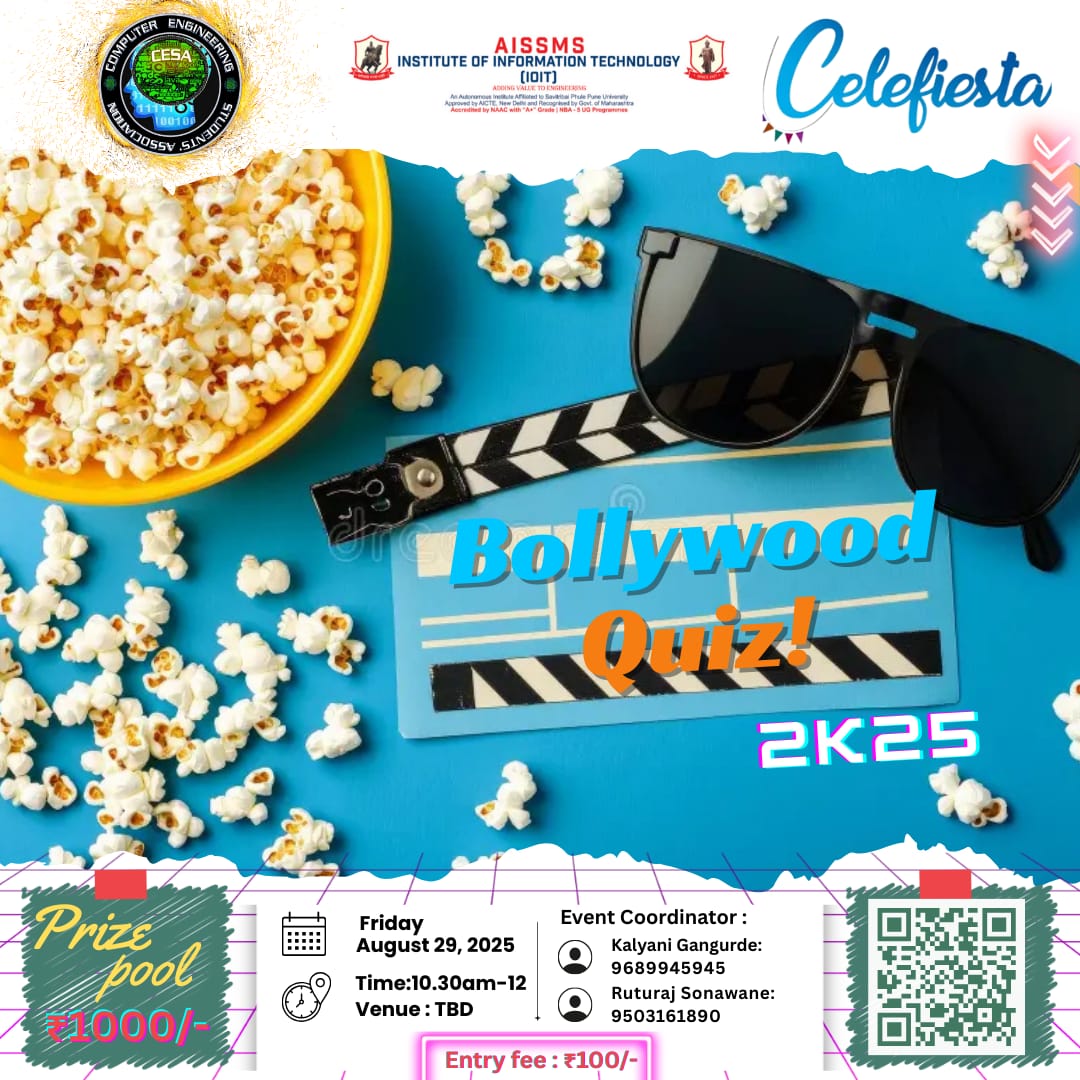 COMPUTER ENGINEERING STUDENTS' ASSOCIATION
CESA
AISSMS
INSTITUTE OF INFORMATION TECHNOLOGY
(IOIT)
ADDING VALUE TO ENGINEERING
An Autonomous Institute Affiliated to Savitribai Phule Pune University
Approved by AICTE, New Delhi and Recognised by Govt. of Maharashtra
Accredited by NAAC with "A+" Grade | NBA - 5 UG Programmes
Celefiesta
Bollywood
Quiz!
2K25
Prize
pool
₹1000/-
Friday
August 29, 2025
Time:10.30am-12
Venue : TBD
Event Coordinator :
Kalyani Gangurde:
9689945945
Ruturaj Sonawane:
9503161890
Entry fee : ₹100/-